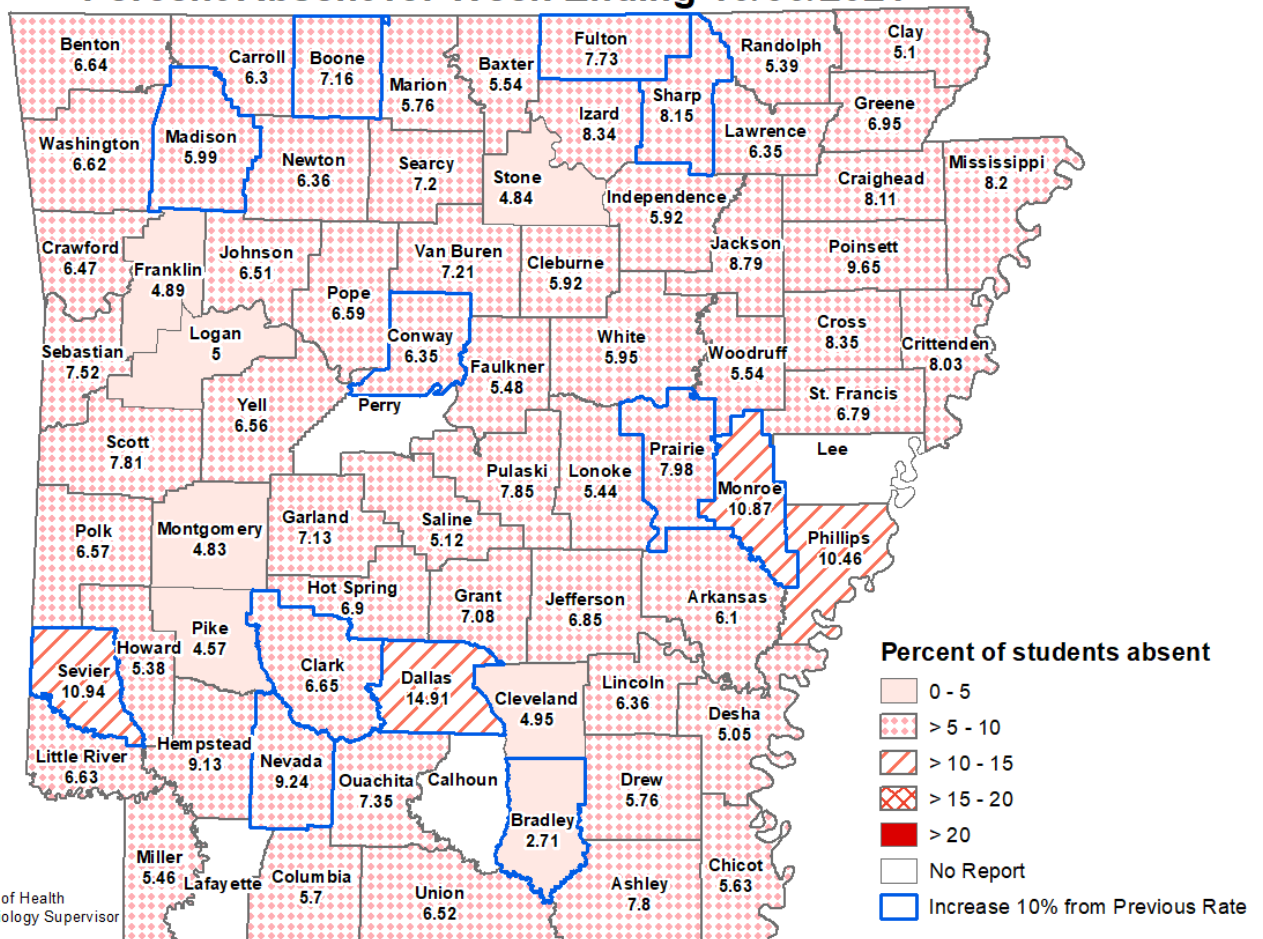 Benton
6.64
Carroll
6.3
Boone
7.16
Marion
5.76
Baxter
5.54
Fulton
7.73
Sharp
8.15
Randolph
5.39
Clay
5.1
Greene
6.95
Washington
6.62
Madison
5.99
Newton
6.36
Searcy
7.2
Stone
4.84
Izard
8.34
Independence
5.92
Lawrence
6.35
Craighead
8.11
Mississippi
8.2
Crawford
6.47
Franklin
4.89
Johnson
6.51
Pope
6.59
Van Buren
7.21
Cleburne
5.92
Jackson
8.79
Poinsett
9.65
Sebastian
7.52
Logan
5
Conway
6.35
Faulkner
5.48
White
5.95
Woodruff
5.54
Cross
8.35
Crittenden
8.03
St. Francis
6.79
Scott
7.81
Yell
6.56
Perry
Pulaski
7.85
Lonoke
5.44
Prairie
7.98
Monroe
10.87
Lee
Phillips
10.46
Polk
6.57
Montgomery
4.83
Garland
7.13
Saline
5.12
Hot Spring
6.9
Grant
7.08
Jefferson
6.85
Arkansas
6.1
Sevier
10.94
Howard
5.38
Pike
4.57
Clark
6.65
Dallas
14.91
Cleveland
4.95
Lincoln
6.36
Desha
5.05
Little River
6.63
Hempstead
9.13
Nevada
9.24
Ouachita
7.35
Calhoun
Bradley
2.71
Drew
5.76
Miller
5.46
Lafayette
Columbia
5.7
Union
6.52
Ashley
7.8
Chicot
5.63
Percent of students absent
0 - 5
> 5 - 10
> 10 - 15
> 15 - 20
> 20
No Report
Increase 10% from Previous Rate
of Health
ology Supervisor